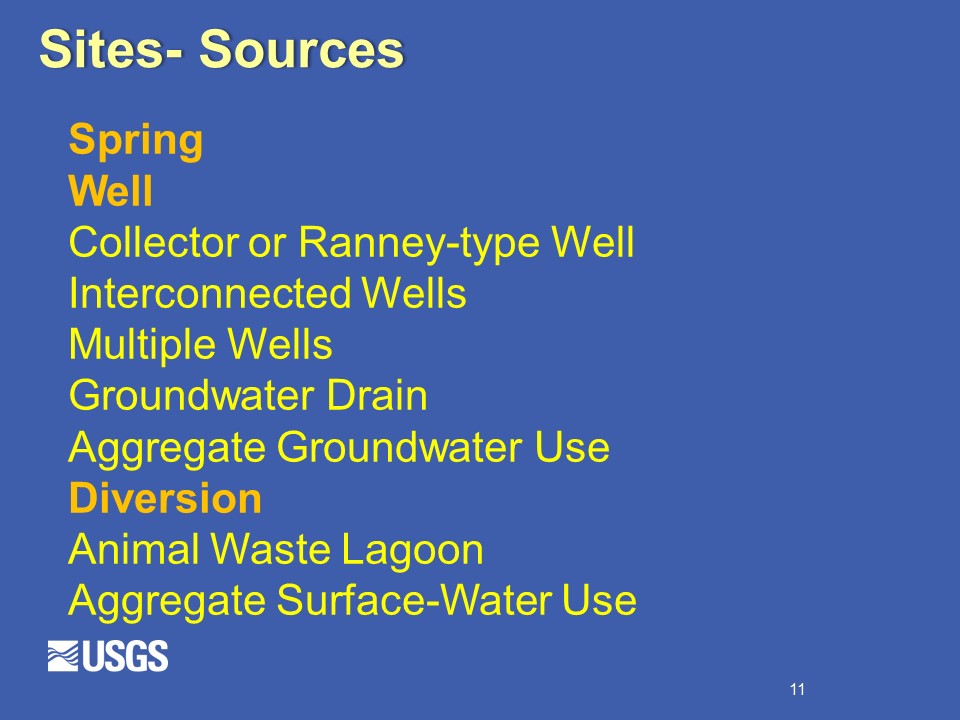 Sites- Sources
Spring
Well
Collector or Ranney-type Well
Interconnected Wells
Multiple Wells
Groundwater Drain
Aggregate Groundwater Use
Diversion
Animal Waste Lagoon
Aggregate Surface-Water Use
USGS
11